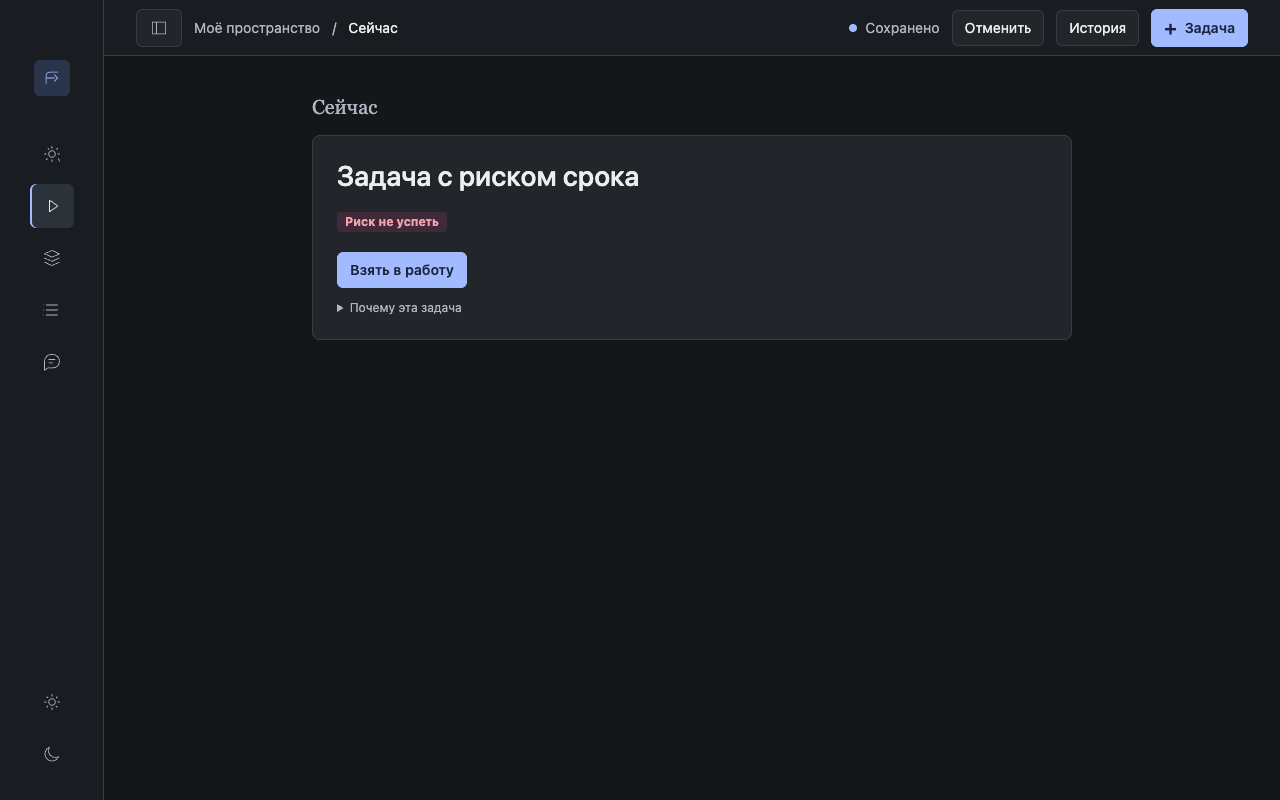 Моё пространство / Сейчас
Сохранено
Отменить
История
+ Задача
Сейчас
Задача с риском срока
Риск не успеть
Взять в работу
Почему эта задача